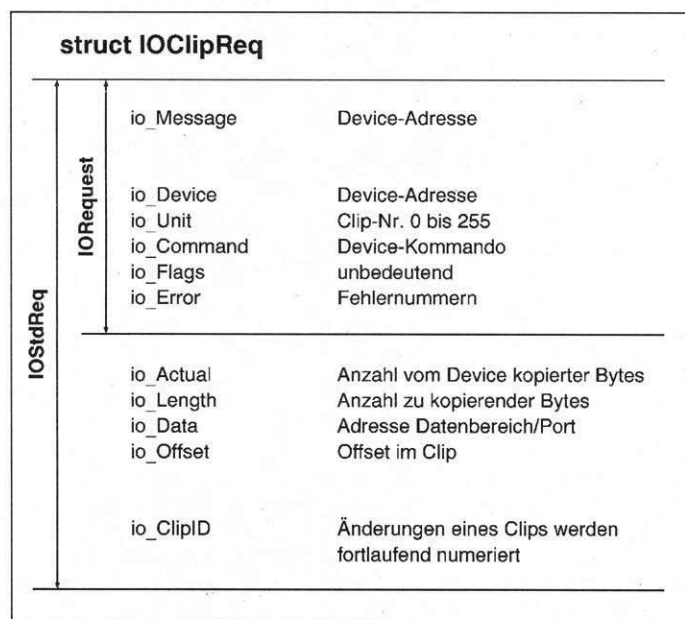 struct IOClipReq
IOStdReq
IORequest
io_Message Device-Adresse
io_Device Device-Adresse
io_Unit Clip-Nr. 0 bis 255
io_Command Device-Kommando
io_Flags unbedeutend
io_Error Fehlernummern
io_Actual Anzahl vom Device kopierter Bytes
io_Length Anzahl zu kopierender Bytes
io_Data Adresse Datenbereich/Port
io_Offset Offset im Clip
io_ClipID Änderungen eines Clips werden
fortlaufend numeriert